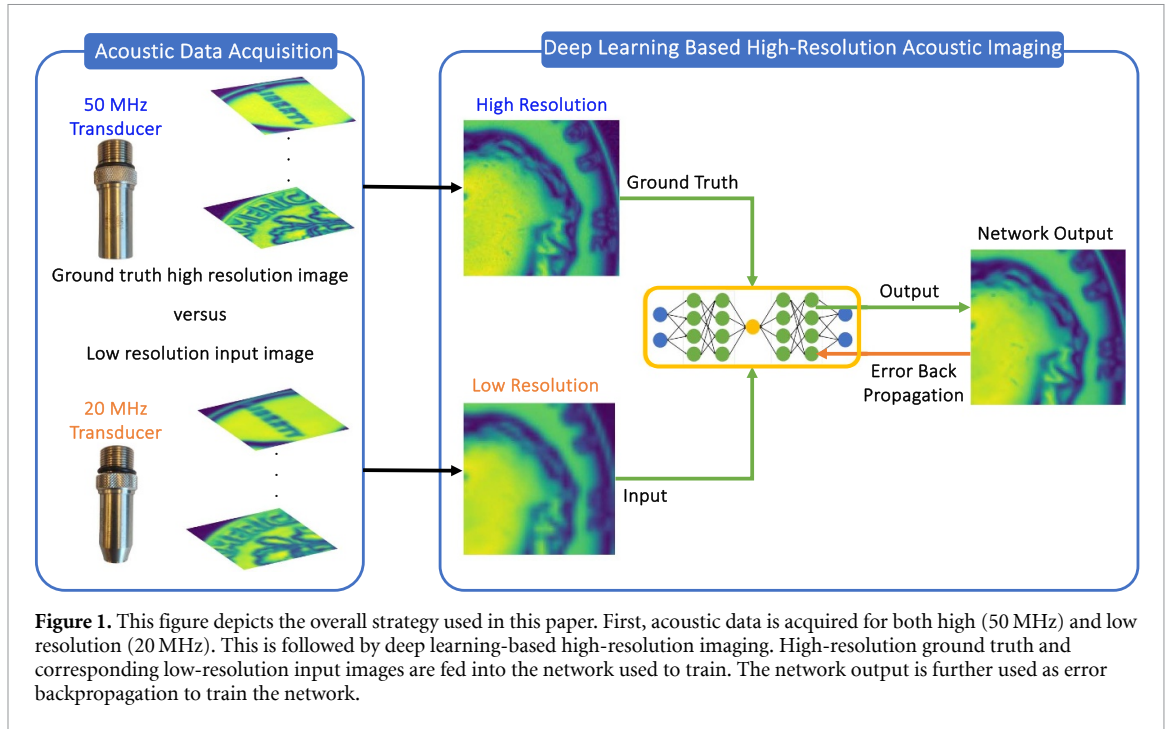 Acoustic Data Acquisition
50 MHz
Transducer
LIBERTY
Ground truth high resolution image
versus
Low resolution input image
20 MHz
Transducer
LIBERTY
Deep Learning Based High-Resolution Acoustic Imaging
High Resolution
Ground Truth
Low Resolution
Input
Output
Error Back
Propagation
Network Output
Figure 1. This figure depicts the overall strategy used in this paper. First, acoustic data is acquired for both high (50 MHz) and low
resolution (20 MHz). This is followed by deep learning-based high-resolution imaging. High-resolution ground truth and
corresponding low-resolution input images are fed into the network used to train. The network output is further used as error
backpropagation to train the network.